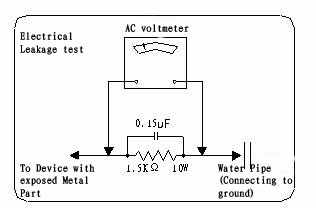 AC voltmeter
Electrical
Leakage test
0.15uF
1.5KΩ 10W
To Device with
exposed Metal
Part
Water Pipe
(Connecting to
ground)